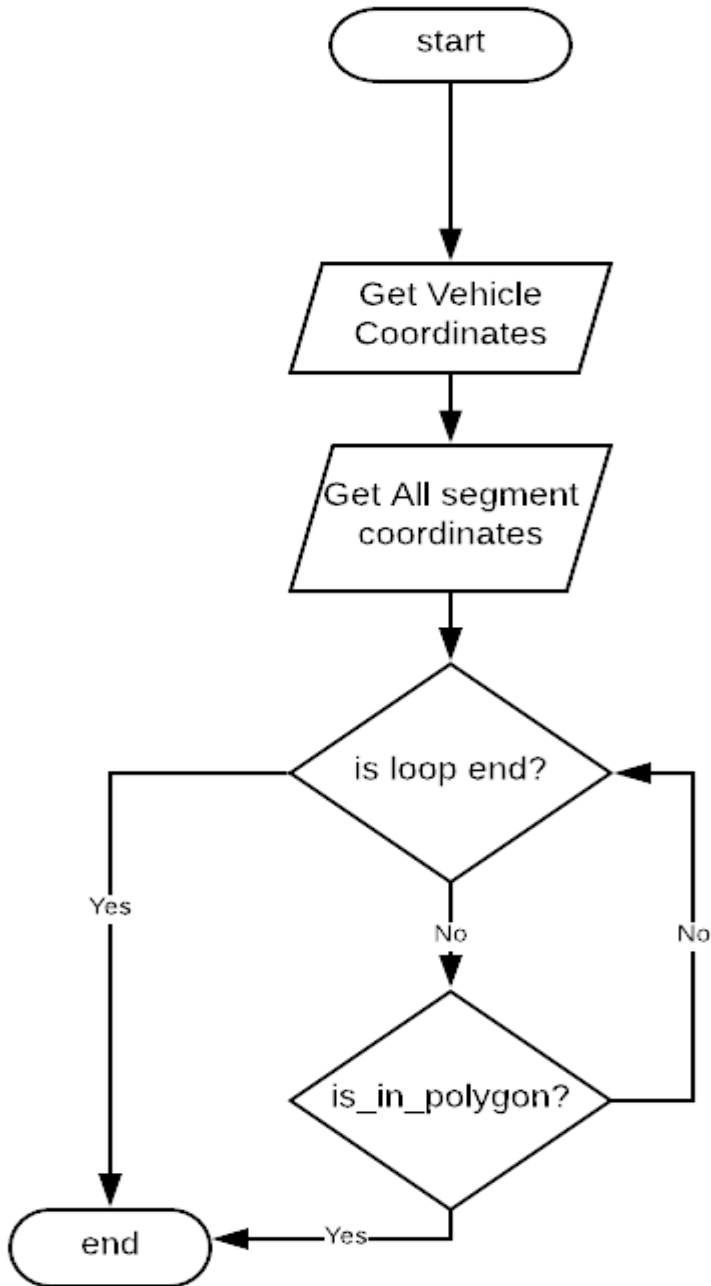 start
Get Vehicle
Coordinates
Get All segment
coordinates
is loop end?
Yes
No
No
is_in_polygon?
Yes
end